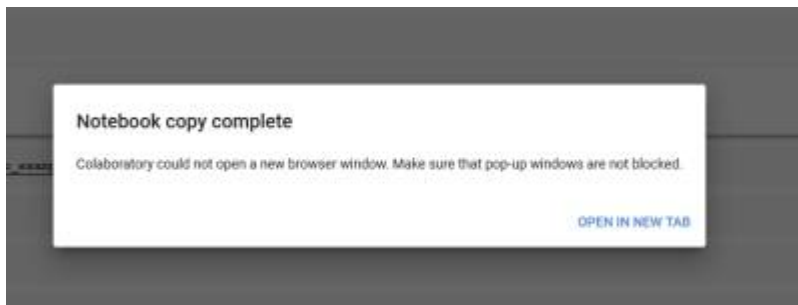 Notebook copy complete
Colaboratory could not open a new browser window. Make sure that pop-up windows are not blocked.
OPEN IN NEW TAB